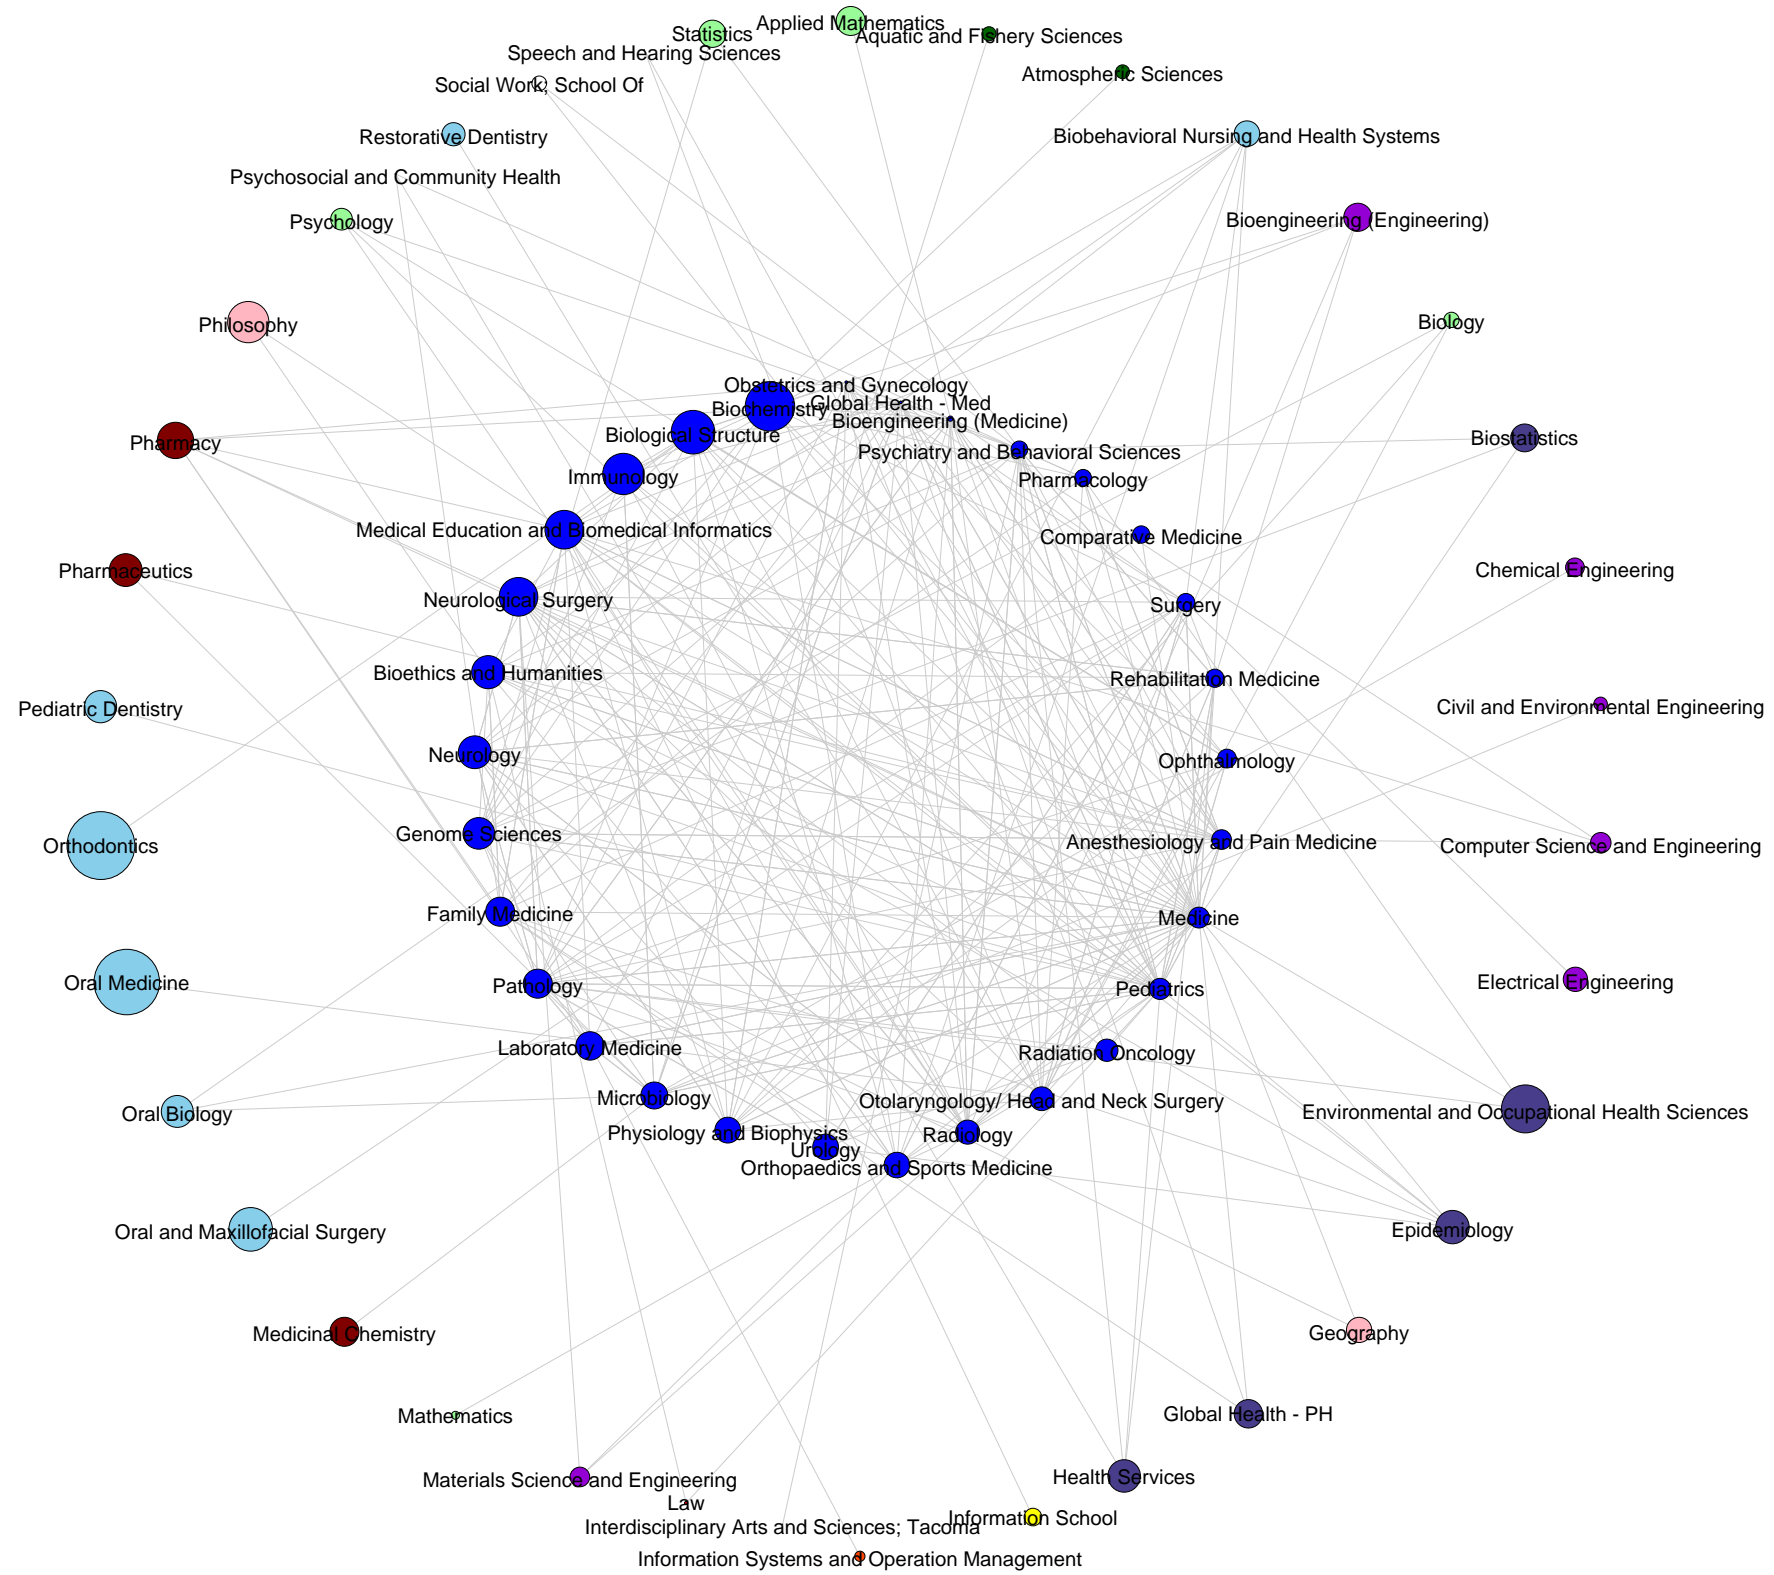 Applied Mathematics
Statistics
Aquatic and Fishery Sciences
Speech and Hearing Sciences
Atmospheric Sciences
Social Work, School Of
Restorative Dentistry
Biobehavioral Nursing and Health Systems
Psychosocial and Community Health
Psychology
Bioengineering (Engineering)
Philosophy
Biology
Obstetrics and Gynecology
Global Health - Med
Biochemistry
Bioengineering (Medicine)
Biological Structure
Biostatistics
Pharmacy
Psychiatry and Behavioral Sciences
Immunology
Pharmacology
Medical Education and Biomedical Informatics
Comparative Medicine
Pharmaceutics
Chemical Engineering
Neurological Surgery
Surgery
Bioethics and Humanities
Rehabilitation Medicine
Pediatric Dentistry
Civil and Environmental Engineering
Neurology
Ophthalmology
Genome Sciences
Anesthesiology and Pain Medicine
Orthodontics
Computer Science and Engineering
Family Medicine
Medicine
Oral Medicine
Pathology
Pediatrics
Electrical Engineering
Laboratory Medicine
Radiation Oncology
Microbiology
Otolaryngology/ Head and Neck Surgery
Oral Biology
Environmental and Occupational Health Sciences
Physiology and Biophysics
Radiology
Urology
Orthopaedics and Sports Medicine
Oral and Maxillofacial Surgery
Epidemiology
Medicinal Chemistry
Geography
Mathematics
Global Health - PH
Materials Science and Engineering
Health Services
Law
Information School
Interdisciplinary Arts and Sciences; Tacoma
Information Systems and Operation Management